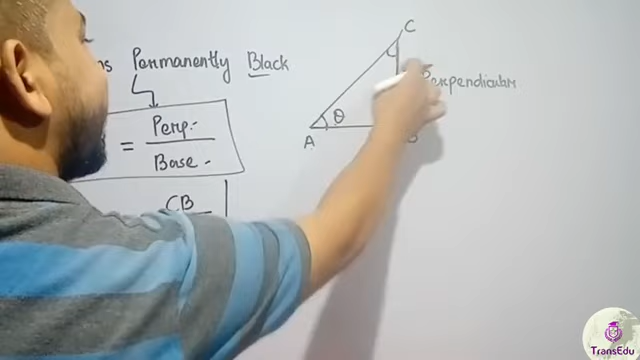 Permanently Black
= Perp.
Base
CB
C
Perpendicular
θ
A
TransEdu